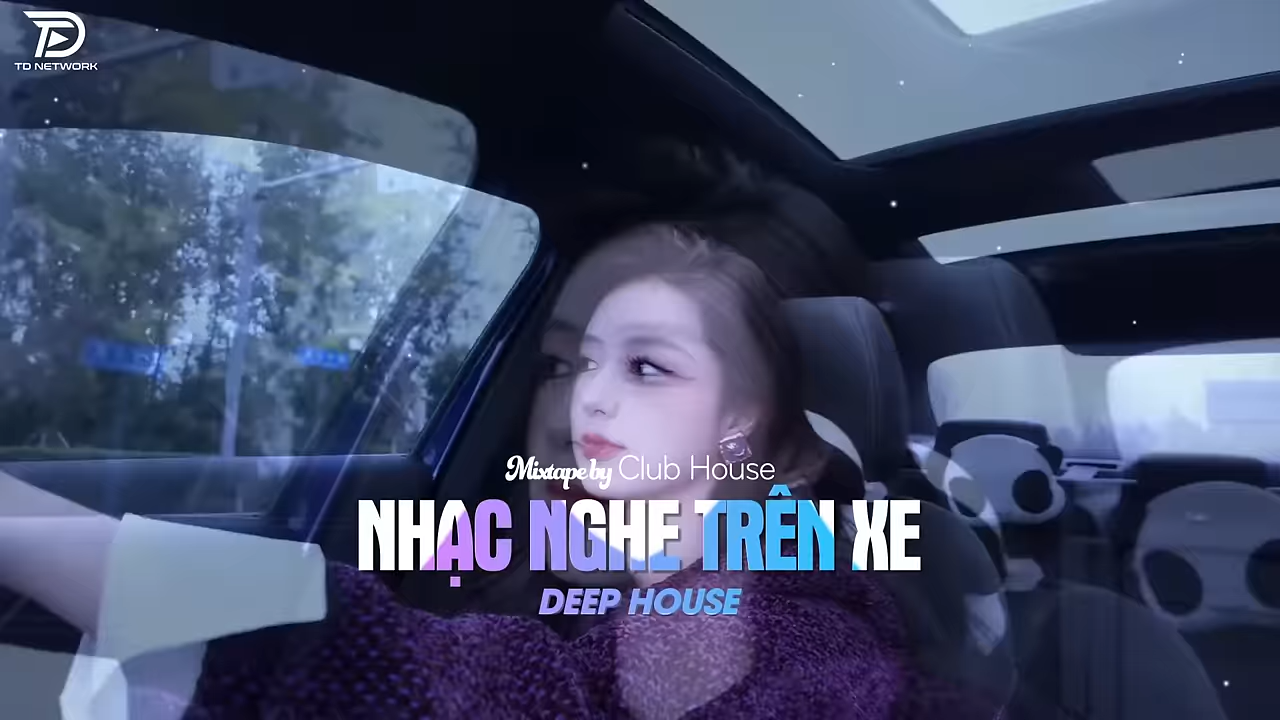 TD NETWORK
Mixtape by Club House
NHẠC NGHE TRÊN XE
DEEP HOUSE